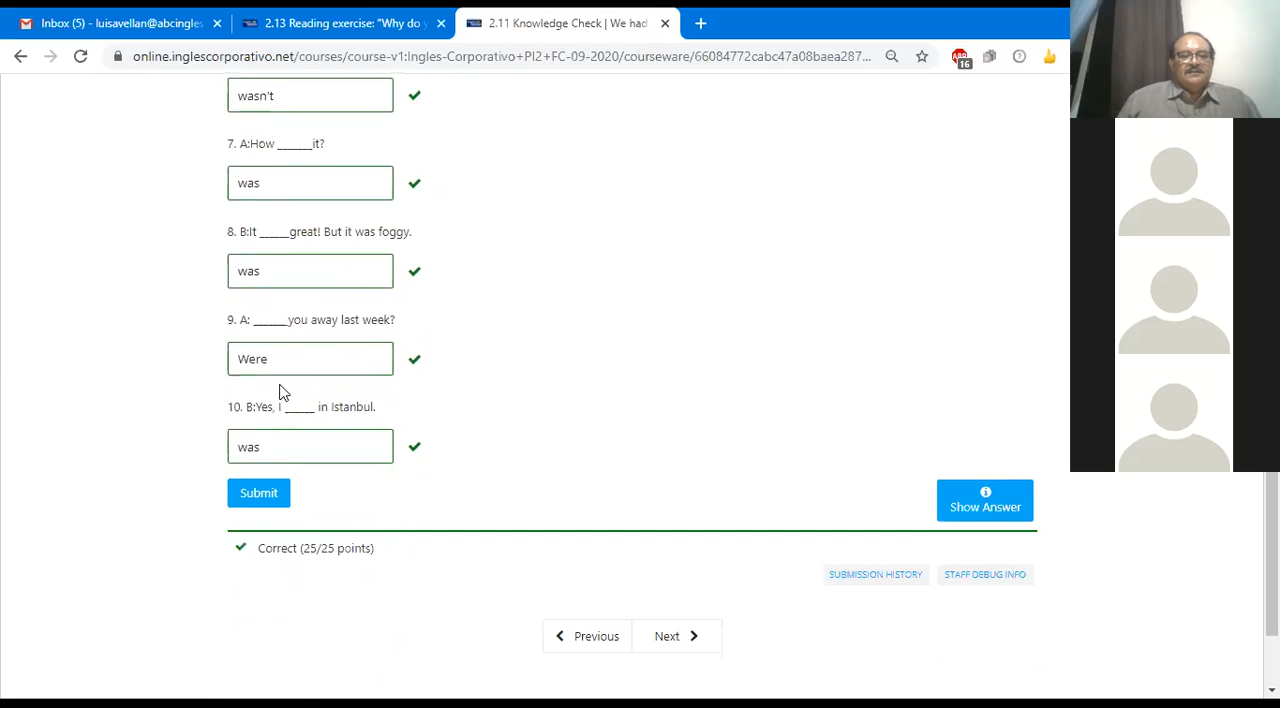 Inbox (5) - luisavellan@abcingles
2.13 Reading exercise: "Why do y
2.11 Knowledge Check | We had
online.inglescorporativo.net/courses/course-v1:Ingles-Corporativo+PI2+FC-09-2020/courseware/66084772cabc47a08baea287...
16
wasn't
7. A:How ______it?
was
8. B:It _____great! But it was foggy.
was
9. A: ______you away last week?
Were
10. B:Yes, I _____ in Istanbul.
was
Submit
Show Answer
Correct (25/25 points)
SUBMISSION HISTORY
STAFF DEBUG INFO
Previous
Next